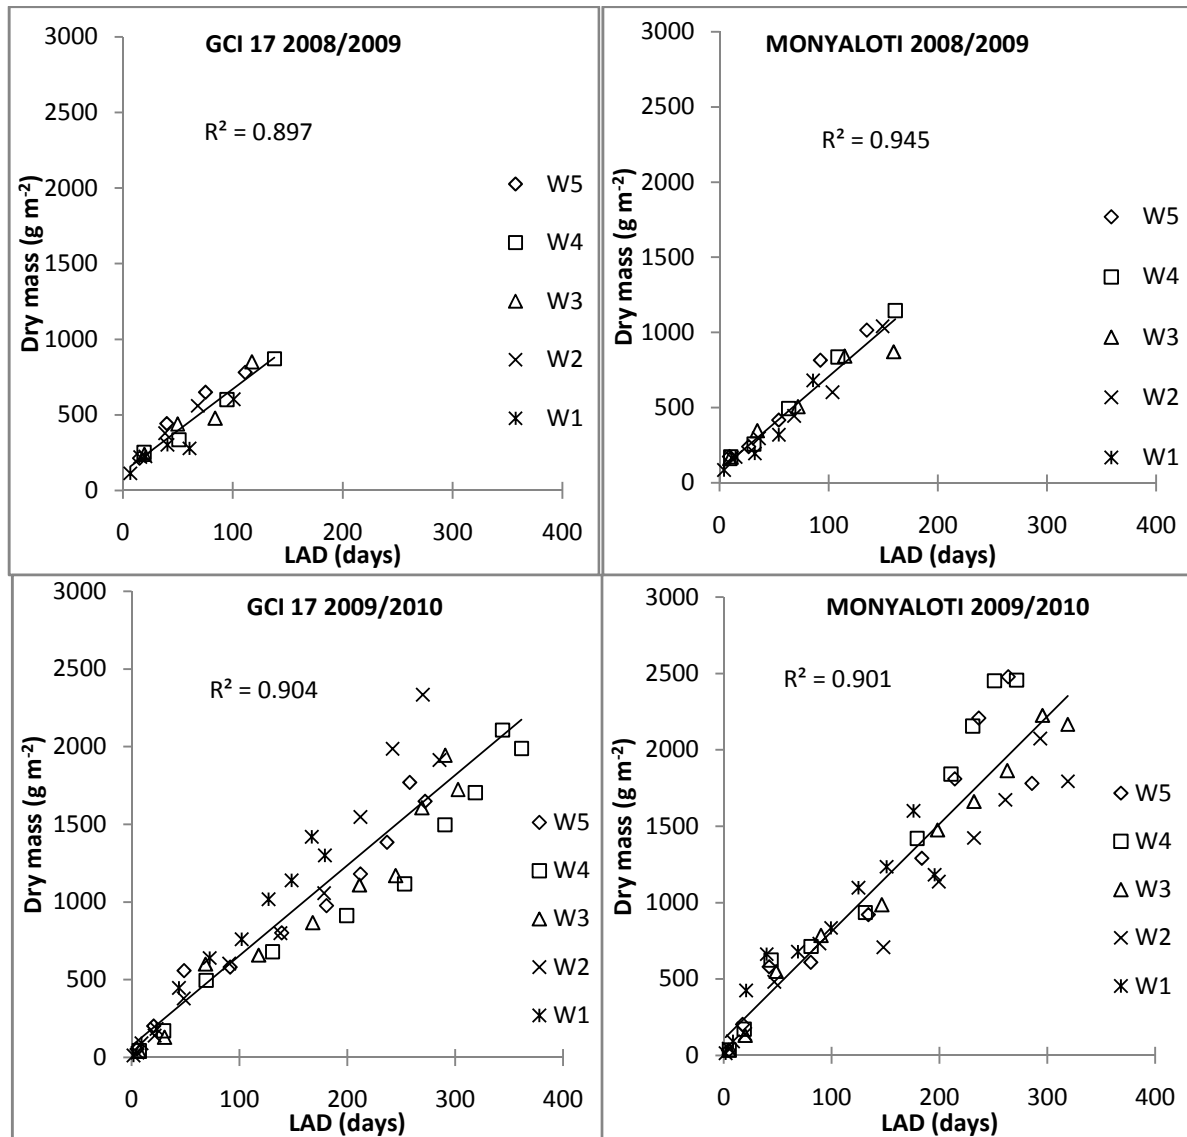 GCI 17 2008/2009
R² = 0.897
3000
2500
2000
1500
1000
500
0
Dry mass (g m⁻²)
0 100 200 300 400
LAD (days)
W5
W4
W3
W2
W1
MONYALOTI 2008/2009
R² = 0.945
3000
2500
2000
1500
1000
500
0
Dry mass (g m⁻²)
0 100 200 300 400
LAD (days)
W5
W4
W3
W2
W1
GCI 17 2009/2010
R² = 0.904
3000
2500
2000
1500
1000
500
0
Dry mass (g m⁻²)
0 100 200 300 400
LAD (days)
W5
W4
W3
W2
W1
MONYALOTI 2009/2010
R² = 0.901
3000
2500
2000
1500
1000
500
0
Dry mass (g m⁻²)
0 100 200 300 400
LAD (days)
W5
W4
W3
W2
W1